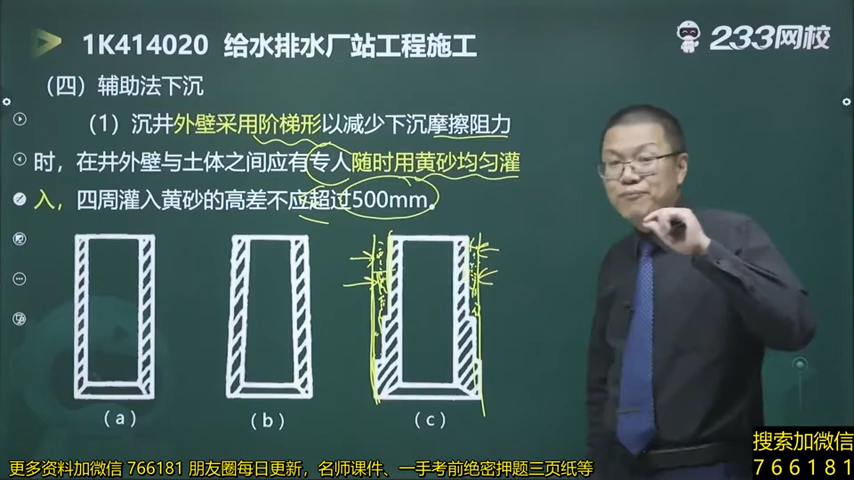 1K414020 给水排水厂站工程施工
233网校
（四）辅助法下沉
（1）沉井外壁采用阶梯形以减少下沉摩擦阻力
时，在井外壁与土体之间应有专人随时用黄砂均匀灌
入，四周灌入黄砂的高差不应超过500mm。
（a）
（b）
（c）
搜索加微信
766181
更多资料加微信 766181 朋友圈每日更新，名师课件、一手考前绝密押题三页纸等